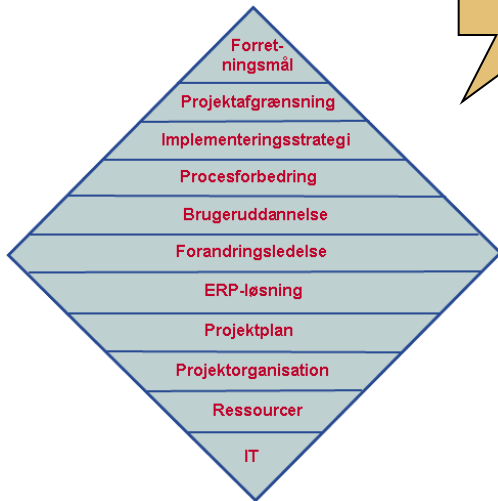 Forret-
ningsmål
Projektafgrænsning
Implementeringsstrategi
Procesforbedring
Brugeruddannelse
Forandringsledelse
ERP-løsning
Projektplan
Projektorganisation
Ressourcer
IT